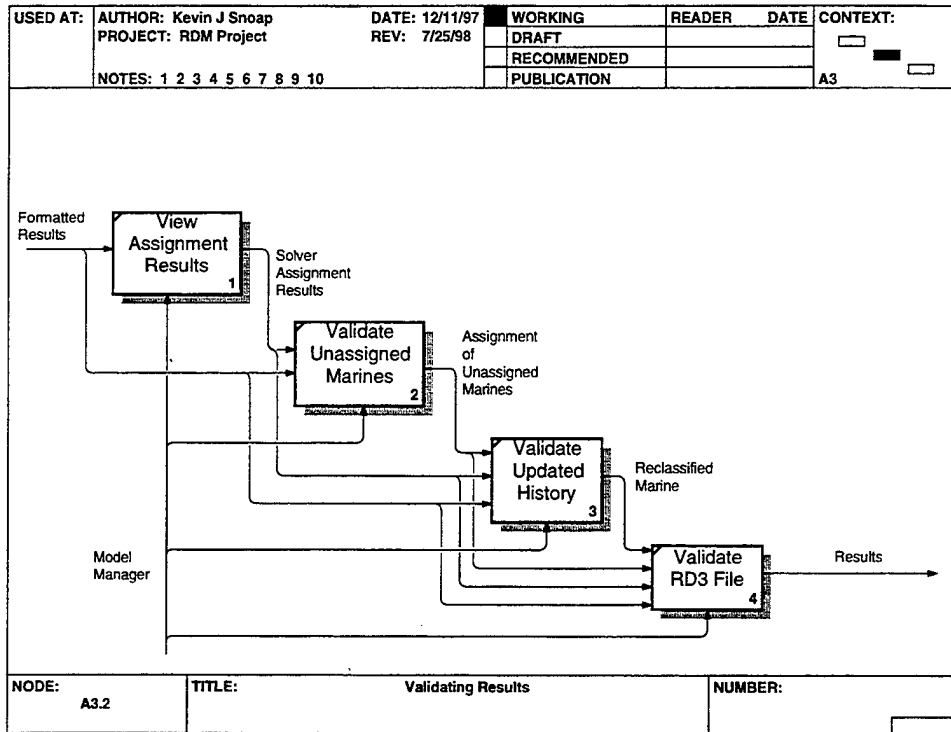 USED AT:
AUTHOR: Kevin J Snoap
DATE: 12/11/97
PROJECT: RDM Project
REV: 7/25/98
NOTES: 1 2 3 4 5 6 7 8 9 10
WORKING
DRAFT
RECOMMENDED
PUBLICATION
READER
DATE
CONTEXT:
A3
Formatted
Results
View
Assignment
Results
1
Solver
Assignment
Results
Validate
Unassigned
Marines
2
Assignment
of
Unassigned
Marines
Validate
Updated
History
3
Reclassified
Marine
Model
Manager
Validate
RD3 File
4
Results
NODE:
A3.2
TITLE:
Validating Results
NUMBER: